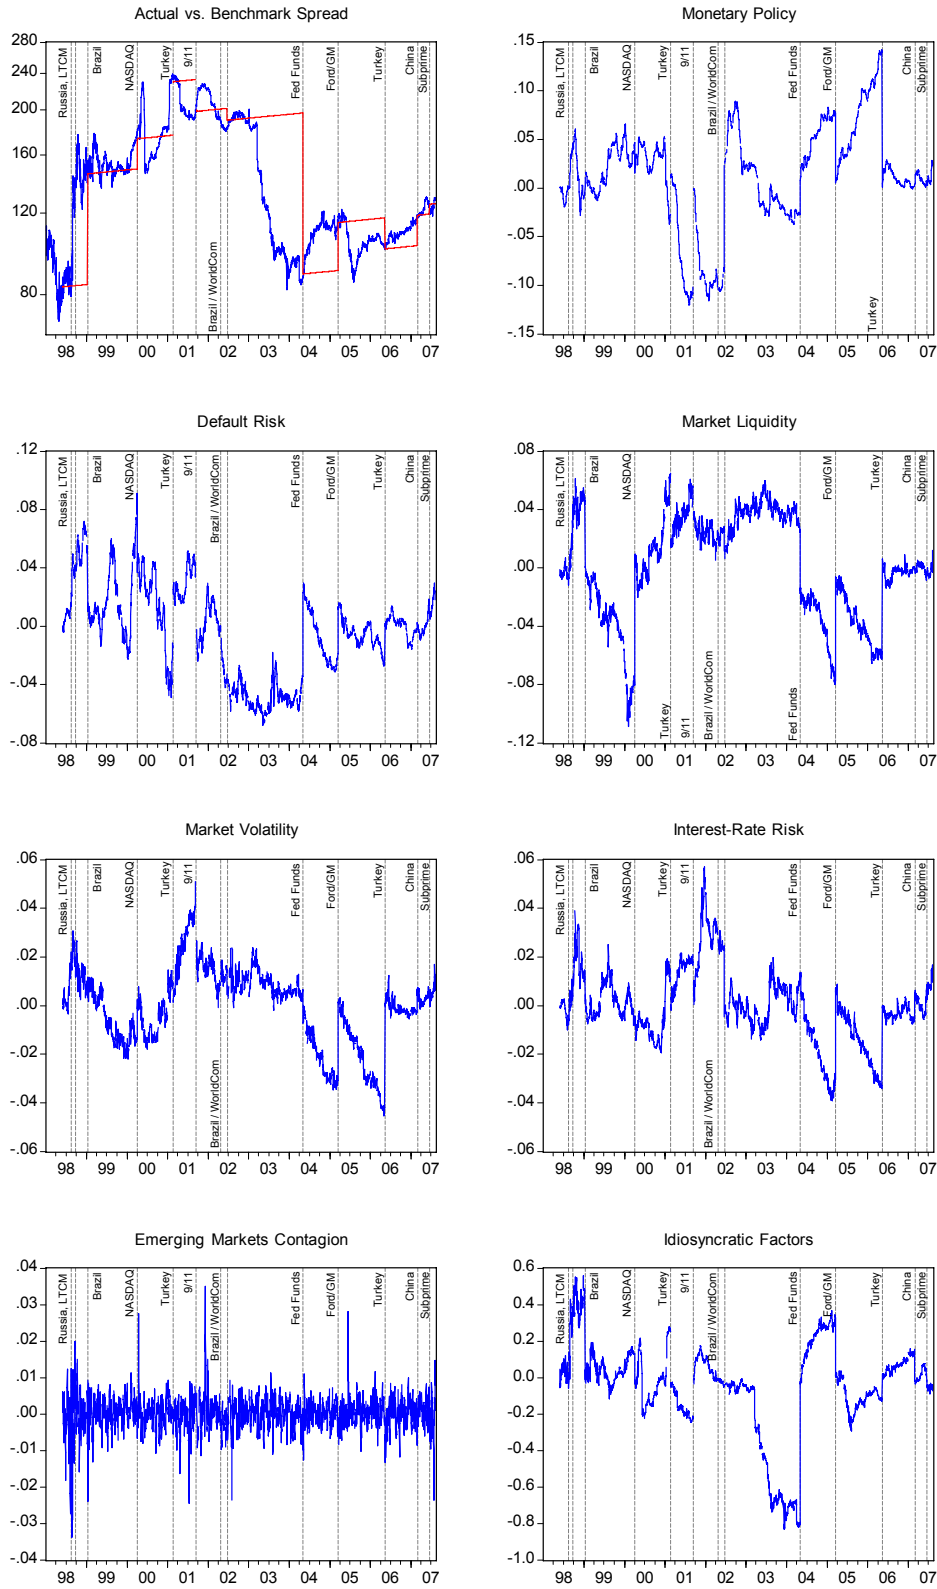 Actual vs. Benchmark Spread
280
240
200
160
120
80
Russia, LTCM
Brazil
NASDAQ
Turkey
9/11
Brazil / WorldCom
Fed Funds
Ford/GM
Turkey
China
Subprime
98 99 00 01 02 03 04 05 06 07
Monetary Policy
.15
.10
.05
.00
-.05
-.10
-.15
Russia, LTCM
Brazil
NASDAQ
Turkey
9/11
Brazil / WorldCom
Fed Funds
Ford/GM
Turkey
China
Subprime
98 99 00 01 02 03 04 05 06 07
Default Risk
.12
.08
.04
.00
-.04
-.08
Russia, LTCM
Brazil
NASDAQ
Turkey
9/11
Brazil / WorldCom
Fed Funds
Ford/GM
Turkey
China
Subprime
98 99 00 01 02 03 04 05 06 07
Market Liquidity
.08
.04
.00
-.04
-.08
-.12
Russia, LTCM
Brazil
NASDAQ
Turkey
9/11
Brazil / WorldCom
Fed Funds
Ford/GM
Turkey
China
Subprime
98 99 00 01 02 03 04 05 06 07
Market Volatility
.06
.04
.02
.00
-.02
-.04
-.06
Russia, LTCM
Brazil
NASDAQ
Turkey
9/11
Brazil / WorldCom
Fed Funds
Ford/GM
Turkey
China
Subprime
98 99 00 01 02 03 04 05 06 07
Interest-Rate Risk
.06
.04
.02
.00
-.02
-.04
-.06
Russia, LTCM
Brazil
NASDAQ
Turkey
9/11
Brazil / WorldCom
Fed Funds
Ford/GM
Turkey
China
Subprime
98 99 00 01 02 03 04 05 06 07
Emerging Markets Contagion
.04
.03
.02
.01
.00
-.01
-.02
-.03
-.04
Russia, LTCM
Brazil
NASDAQ
Turkey
9/11
Brazil / WorldCom
Fed Funds
Ford/GM
Turkey
China
Subprime
98 99 00 01 02 03 04 05 06 07
Idiosyncratic Factors
0.6
0.4
0.2
0.0
-0.2
-0.4
-0.6
-0.8
-1.0
Russia, LTCM
Brazil
NASDAQ
Turkey
9/11
Brazil / WorldCom
Fed Funds
Ford/GM
Turkey
China
Subprime
98 99 00 01 02 03 04 05 06 07